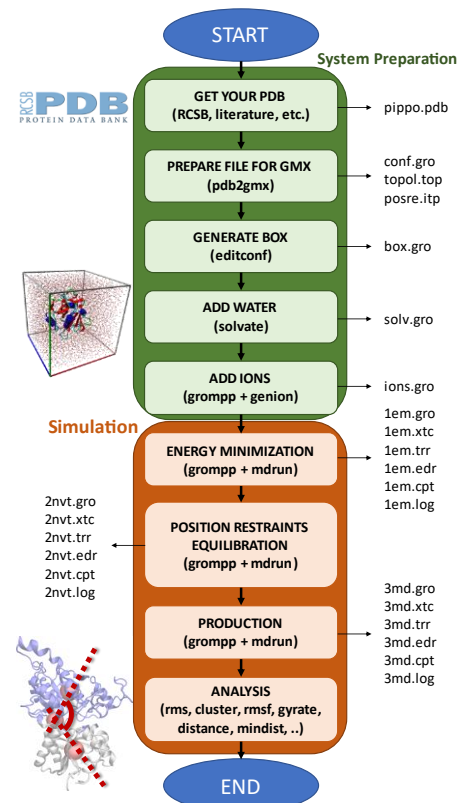 START
System Preparation
RCSB
PDB
PROTEIN DATA BANK
GET YOUR PDB
(RCSB, literature, etc.)
pippo.pdb
PREPARE FILE FOR GMX
(pdb2gmx)
conf.gro
topol.top
posre.itp
GENERATE BOX
(editconf)
box.gro
ADD WATER
(solvate)
solv.gro
ADD IONS
(grompp + genion)
ions.gro
Simulation
ENERGY MINIMIZATION
(grompp + mdrun)
1em.gro
1em.xtc
1em.trr
1em.edr
1em.cpt
1em.log
POSITION RESTRAINTS
EQUILIBRATION
(grompp + mdrun)
2nvt.gro
2nvt.xtc
2nvt.trr
2nvt.edr
2nvt.cpt
2nvt.log
PRODUCTION
(grompp + mdrun)
3md.gro
3md.xtc
3md.trr
3md.edr
3md.cpt
3md.log
ANALYSIS
(rms, cluster, rmsf, gyrate,
distance, mindist, ..)
END